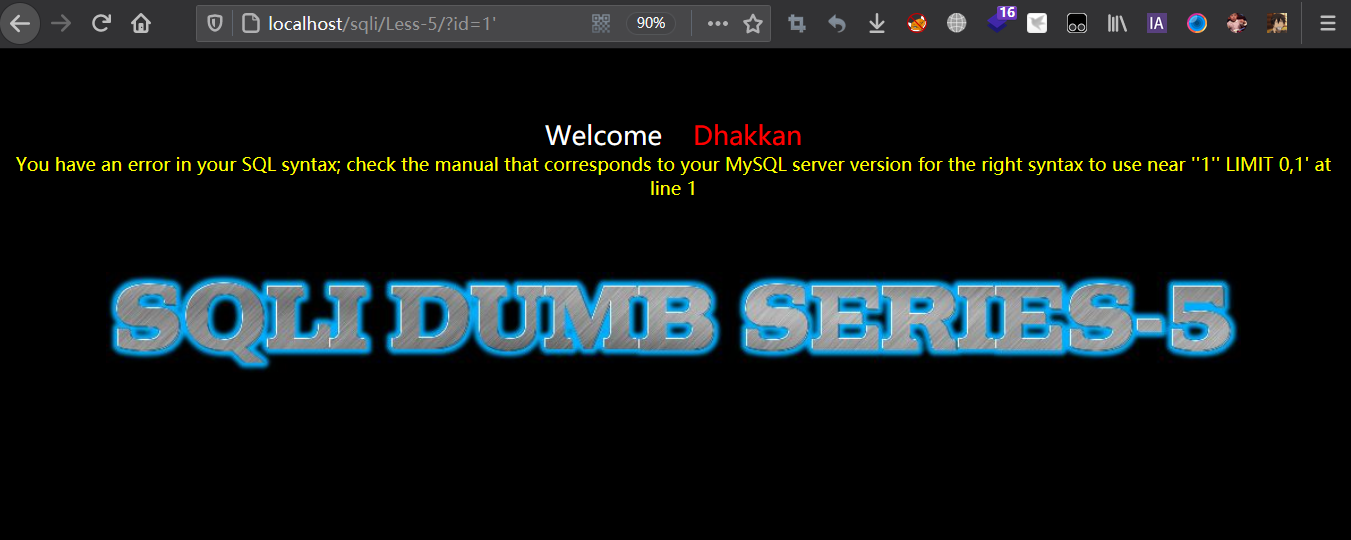 localhost/sqli/Less-5/?id=1'
90%
16
IA
Welcome Dhakkan
You have an error in your SQL syntax; check the manual that corresponds to your MySQL server version for the right syntax to use near ''1'' LIMIT 0,1' at
line 1
SQLI DUMB SERIES-5